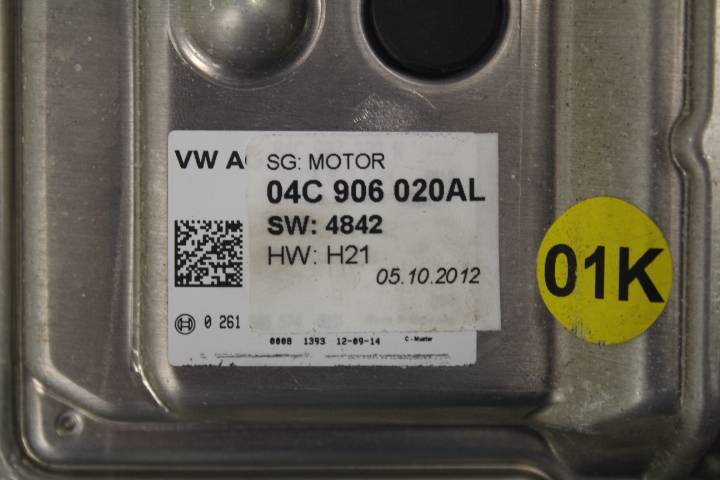 VW A
SG: MOTOR
04C 906 020AL
SW: 4842
HW: H21
05.10.2012
01K
0 261
0008 1393 12-09-14 C-Muster